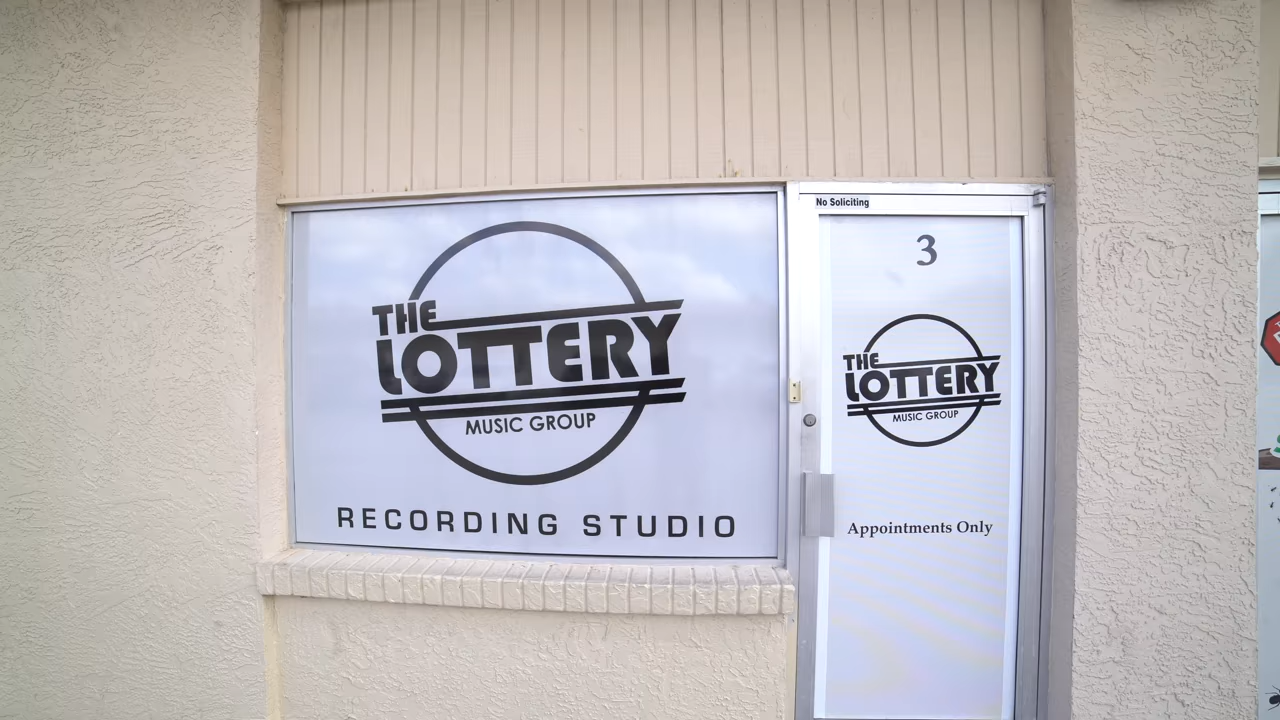 THE
LOTTERY
MUSIC GROUP
RECORDING STUDIO
No Soliciting
3
THE
LOTTERY
MUSIC GROUP
Appointments Only